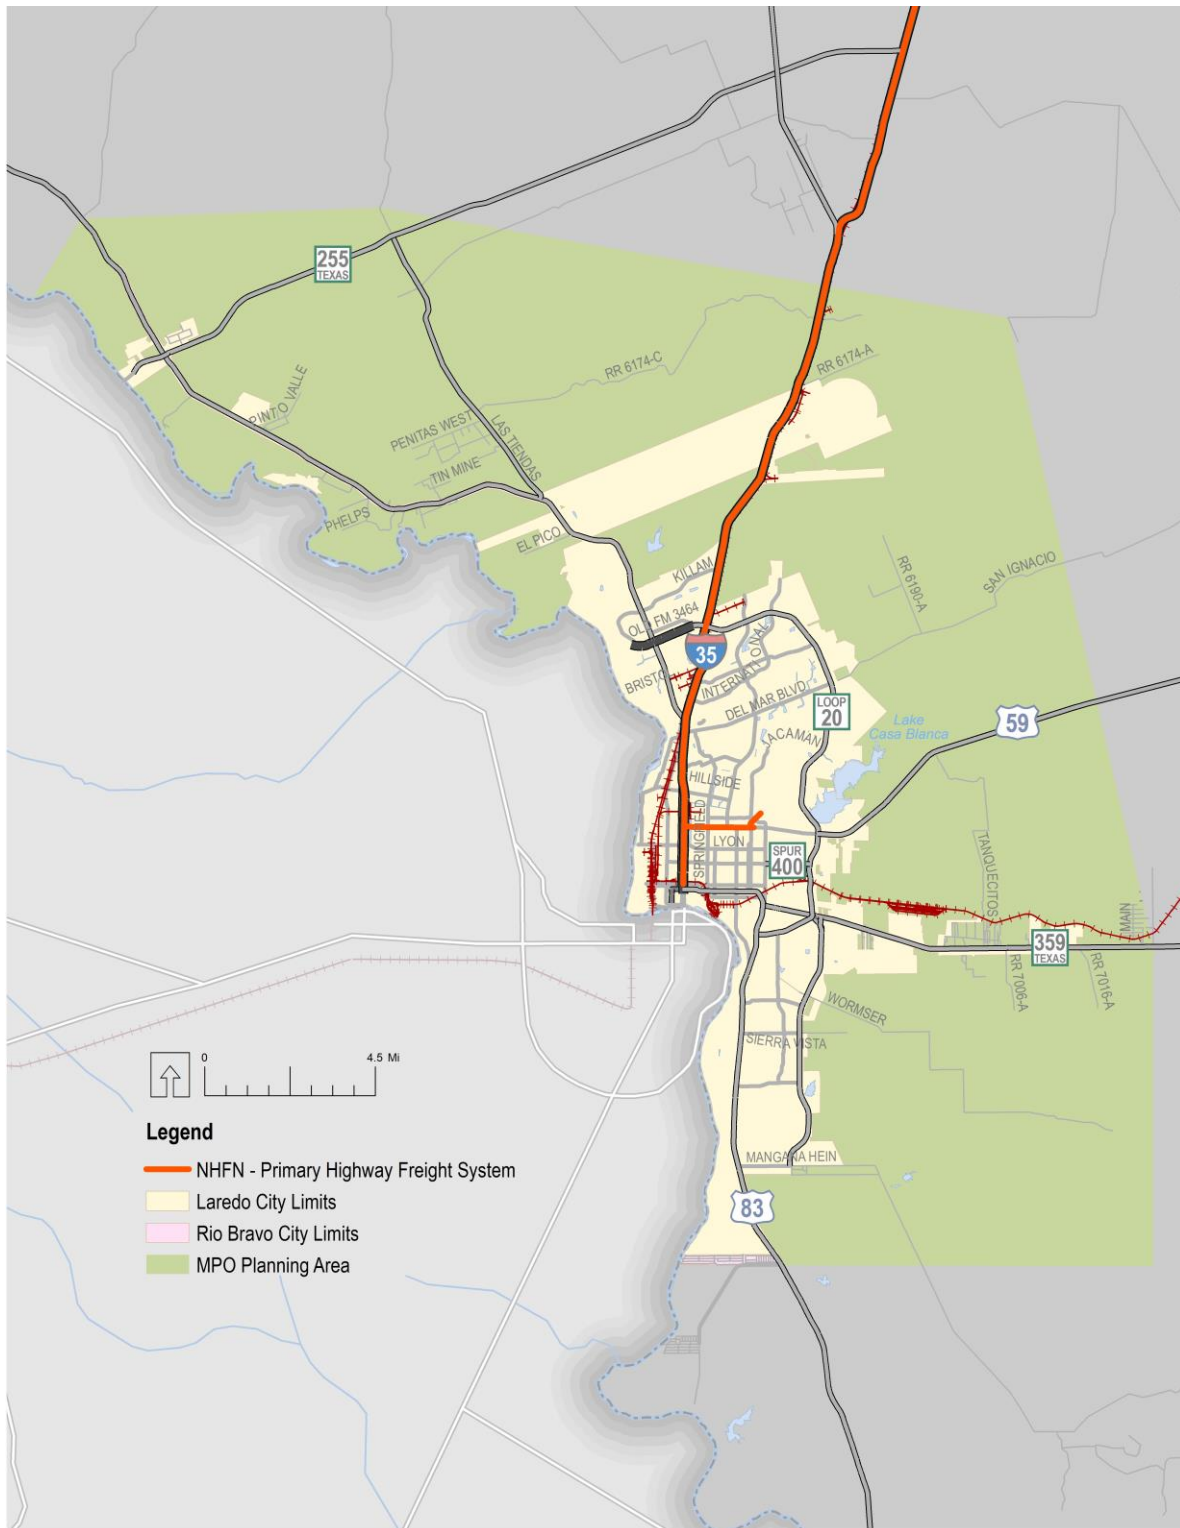 255
TEXAS
RR 6174-C
RR 6174-A
PINTO VALLE
PENITAS WEST
LAS TIENDAS
TIN MINE
PHELPS
EL PICO
KILLAM
RR 6190-A
SAN IGNACIO
OLD FM 3464
35
INTERNATIONAL
BRISTO
DEL MAR BLVD
LOOP
20
Lake
Casa Blanca
59
JACAMAN
HILLSIDE
SPRINGFIELD
LYON
SPUR
400
TANQUECITOS
MAIN
359
TEXAS
RR 7006-A
RR 7016-A
WORMSER
SIERRA VISTA
MANGANA HEIN
83
0
4.5 Mi
Legend
NHFN - Primary Highway Freight System
Laredo City Limits
Rio Bravo City Limits
MPO Planning Area